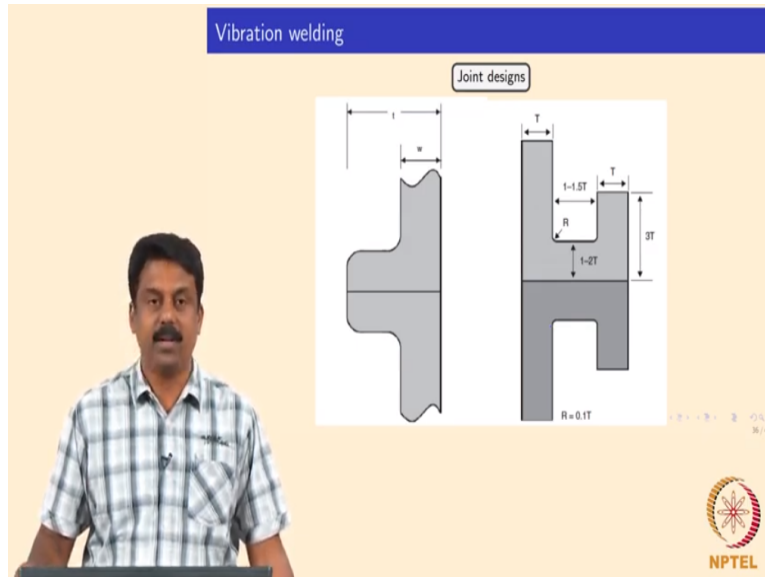 Vibration welding
Joint designs
T
w
T
1–1.5T
T
R
1–2T
3T
R = 0.1T
NPTEL